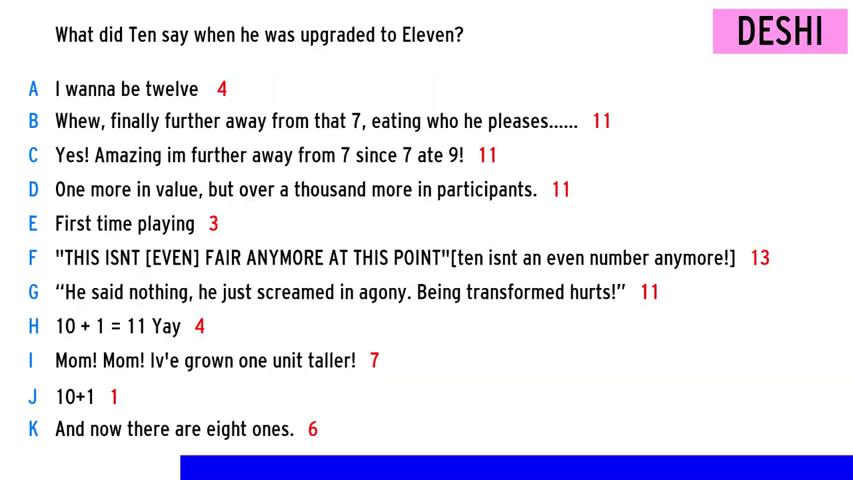 What did Ten say when he was upgraded to Eleven?
DESHI
A I wanna be twelve 4
B Whew, finally further away from that 7, eating who he pleases...... 11
C Yes! Amazing im further away from 7 since 7 ate 9! 11
D One more in value, but over a thousand more in participants. 11
E First time playing 3
F "THIS ISNT [EVEN] FAIR ANYMORE AT THIS POINT"[ten isnt an even number anymore!] 13
G “He said nothing, he just screamed in agony. Being transformed hurts!” 11
H 10 + 1 = 11 Yay 4
I Mom! Mom! Iv'e grown one unit taller! 7
J 10+1 1
K And now there are eight ones. 6